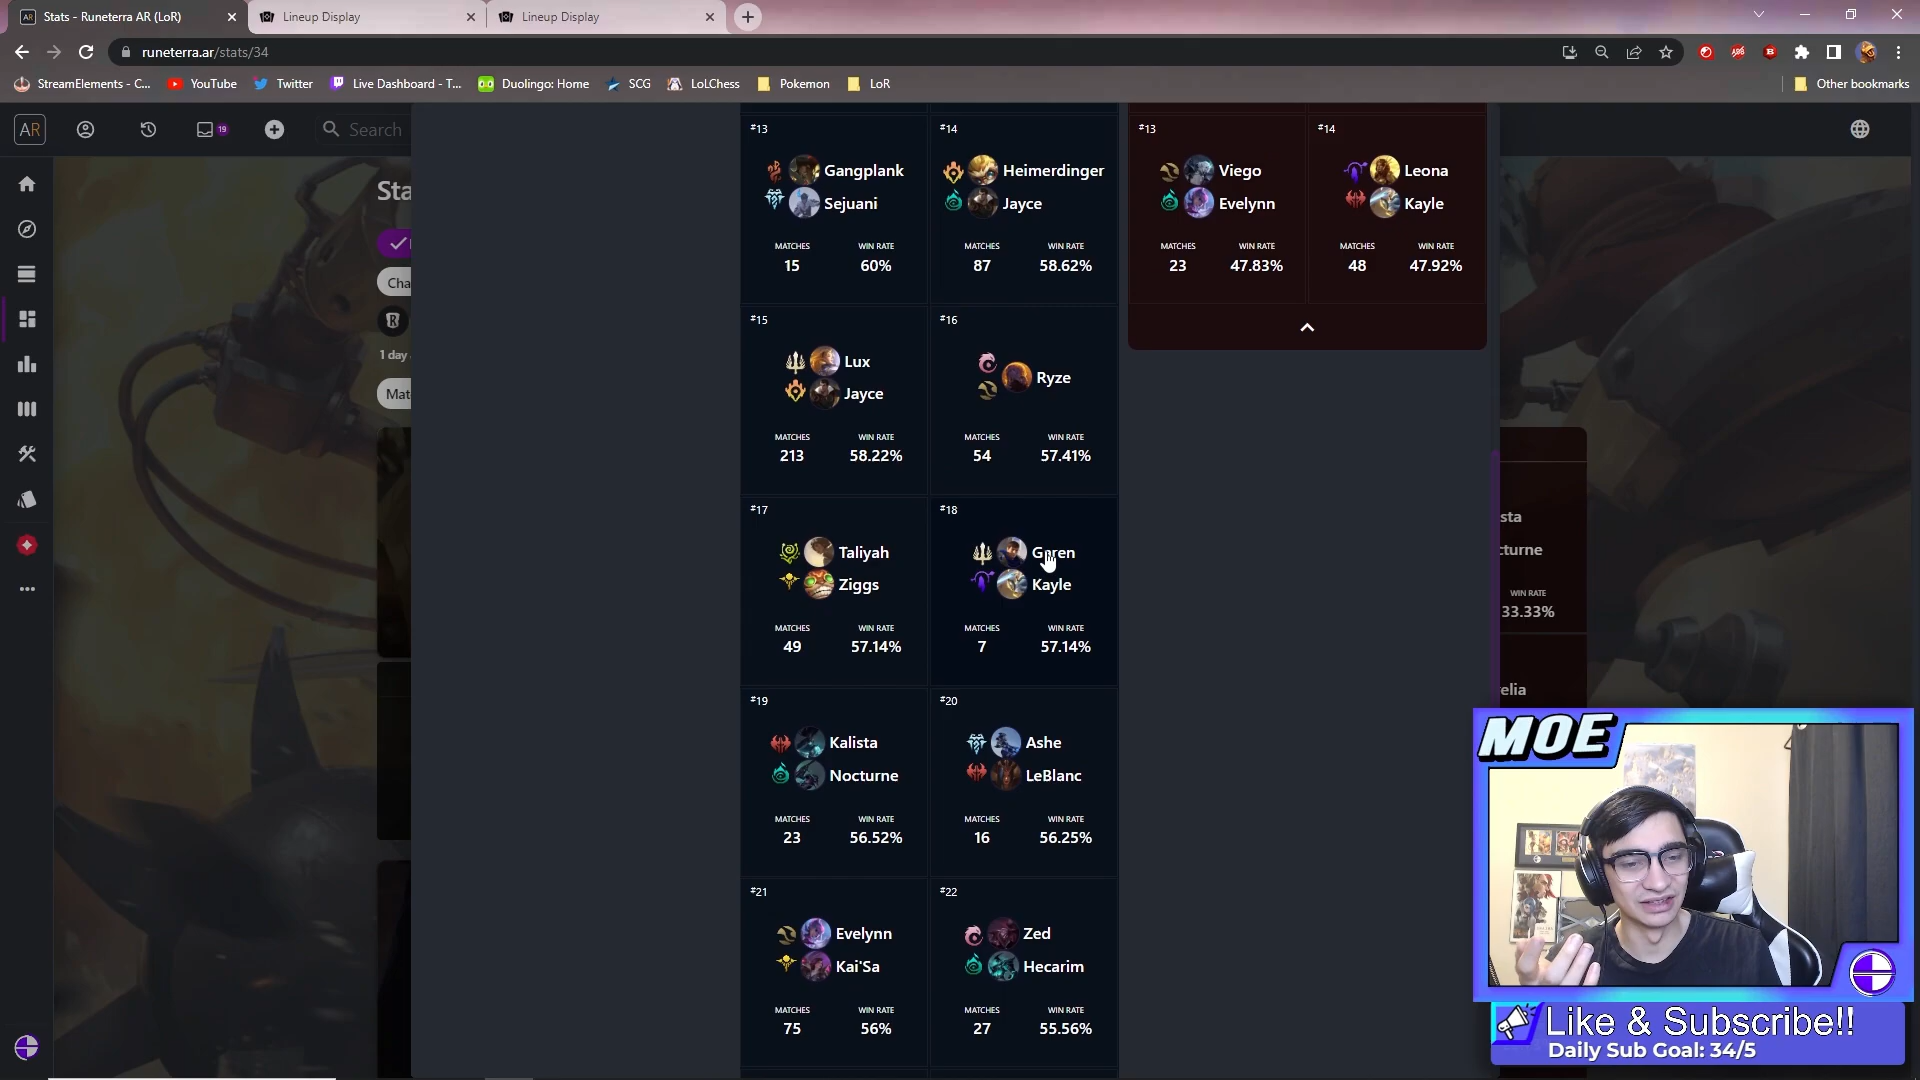 Stats - Runeterra AR (LoR)
Lineup Display
Lineup Display
runeterra.ar/stats/34
StreamElements - C...
YouTube
Twitter
Live Dashboard - T...
Duolingo: Home
SCG
LoLChess
Pokemon
LoR
Other bookmarks
AR
19
Search
Sta
Cha
1 day
Mat
#13
Gangplank
Sejuani
MATCHES
WIN RATE
15
60%
#14
Heimerdinger
Jayce
MATCHES
WIN RATE
87
58.62%
#13
Viego
Evelynn
MATCHES
WIN RATE
23
47.83%
#14
Leona
Kayle
MATCHES
WIN RATE
48
47.92%
#15
Lux
Jayce
MATCHES
WIN RATE
213
58.22%
#16
Ryze
MATCHES
WIN RATE
54
57.41%
#17
Taliyah
Ziggs
MATCHES
WIN RATE
49
57.14%
#18
Garen
Kayle
MATCHES
WIN RATE
7
57.14%
sta
cturne
WIN RATE
33.33%
elia
#19
Kalista
Nocturne
MATCHES
WIN RATE
23
56.52%
#20
Ashe
LeBlanc
MATCHES
WIN RATE
16
56.25%
#21
Evelynn
Kai'Sa
MATCHES
WIN RATE
75
56%
#22
Zed
Hecarim
MATCHES
WIN RATE
27
55.56%
MOE
Like & Subscribe!!
Daily Sub Goal: 34/5